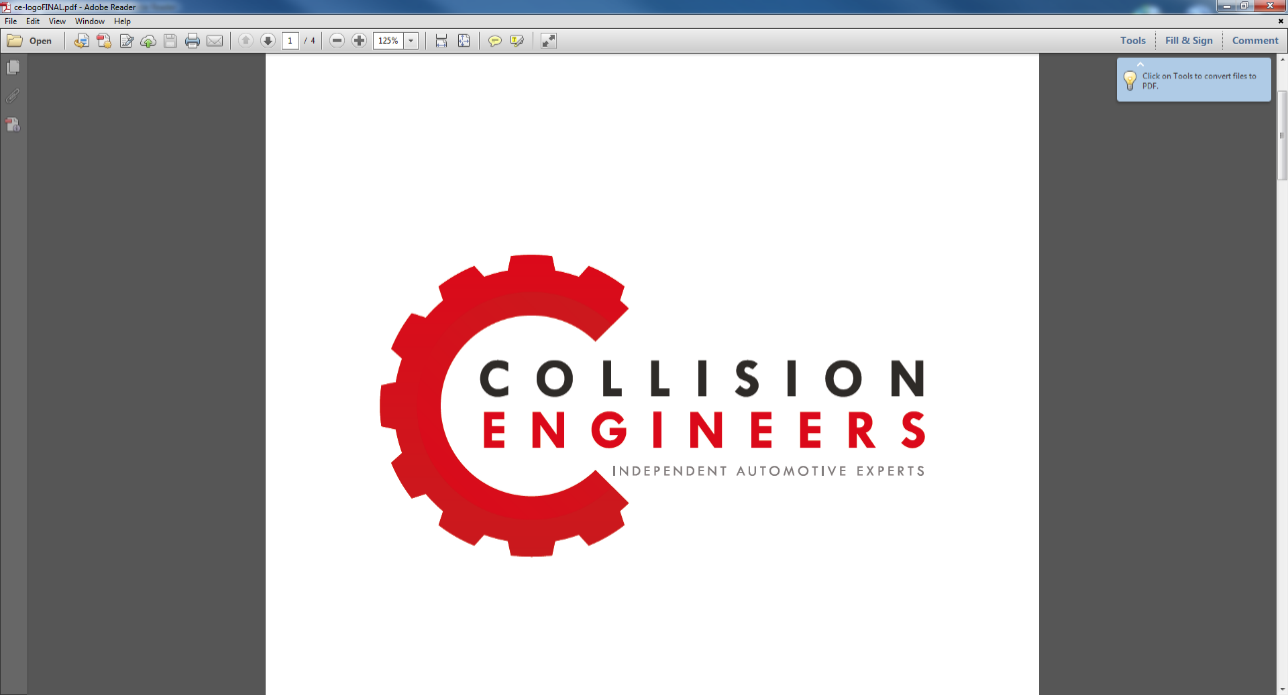 ce-logoFINAL.pdf - Adobe Reader
File Edit View Window Help
Open 1 / 4 125% Tools Fill & Sign Comment
Click on Tools to convert files to
PDF.
COLLISION
ENGINEERS
INDEPENDENT AUTOMOTIVE EXPERTS